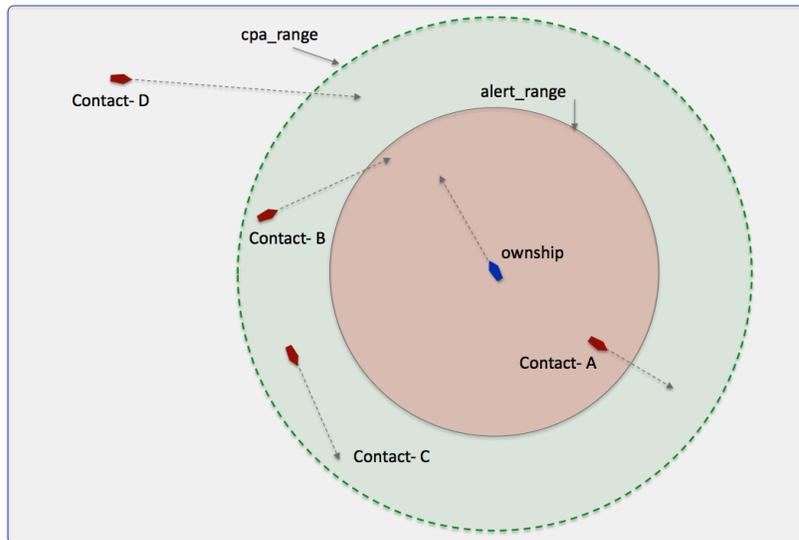 cpa_range
alert_range
Contact- D
Contact- B
ownship
Contact- A
Contact- C